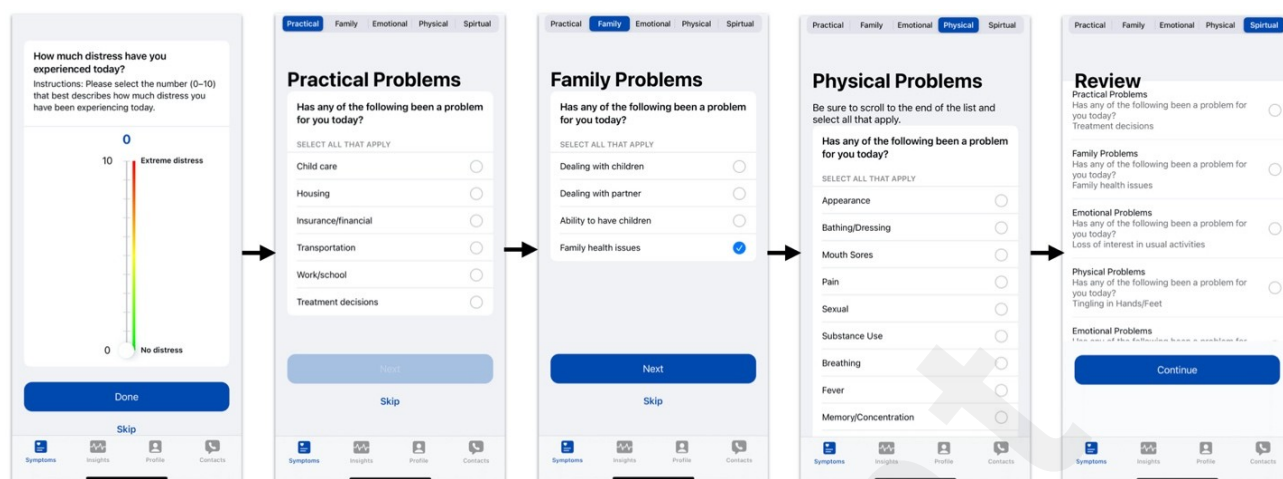 How much distress have you
experienced today?
Instructions: Please select the number (0–10)
that best describes how much distress you
have been experiencing today.
0
10 Extreme distress
0 No distress
Done
Skip
Symptoms Insights Profile Contacts
Practical Family Emotional Physical Spirtual
Practical Problems
Has any of the following been a problem
for you today?
SELECT ALL THAT APPLY
Child care
Housing
Insurance/financial
Transportation
Work/school
Treatment decisions
Next
Skip
Symptoms Insights Profile Contacts
Practical Family Emotional Physical Spirtual
Family Problems
Has any of the following been a problem
for you today?
SELECT ALL THAT APPLY
Dealing with children
Dealing with partner
Ability to have children
Family health issues
Next
Skip
Symptoms Insights Profile Contacts
Practical Family Emotional Physical Spirtual
Physical Problems
Be sure to scroll to the end of the list and
select all that apply.
Has any of the following been a problem
for you today?
SELECT ALL THAT APPLY
Appearance
Bathing/Dressing
Mouth Sores
Pain
Sexual
Substance Use
Breathing
Fever
Memory/Concentration
Symptoms Insights Profile Contacts
Practical Family Emotional Physical Spirtual
Review
Practical Problems
Has any of the following been a problem for
you today?
Treatment decisions
Family Problems
Has any of the following been a problem for
you today?
Family health issues
Emotional Problems
Has any of the following been a problem for
you today?
Loss of interest in usual activities
Physical Problems
Has any of the following been a problem for
you today?
Tingling in Hands/Feet
Emotional Problems
Continue
Symptoms Insights Profile Contacts